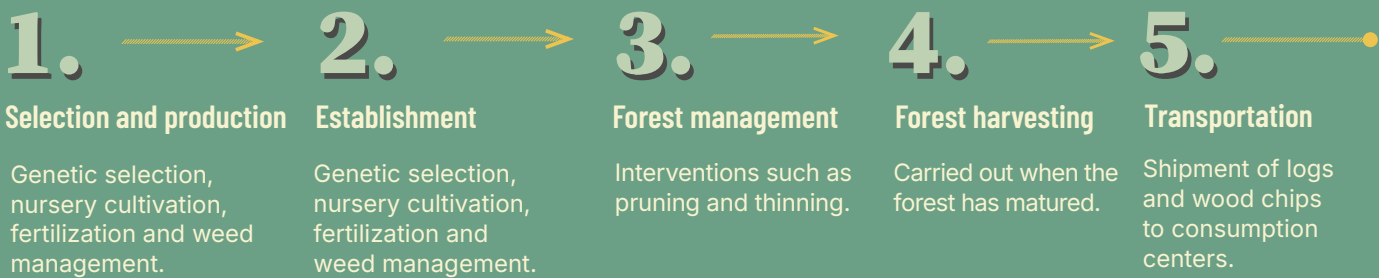 1.
Selection and production
Genetic selection,
nursery cultivation,
fertilization and weed
management.
2.
Establishment
Genetic selection,
nursery cultivation,
fertilization and
weed management.
3.
Forest management
Interventions such as
pruning and thinning.
4.
Forest harvesting
Carried out when the
forest has matured.
5.
Transportation
Shipment of logs
and wood chips
to consumption
centers.